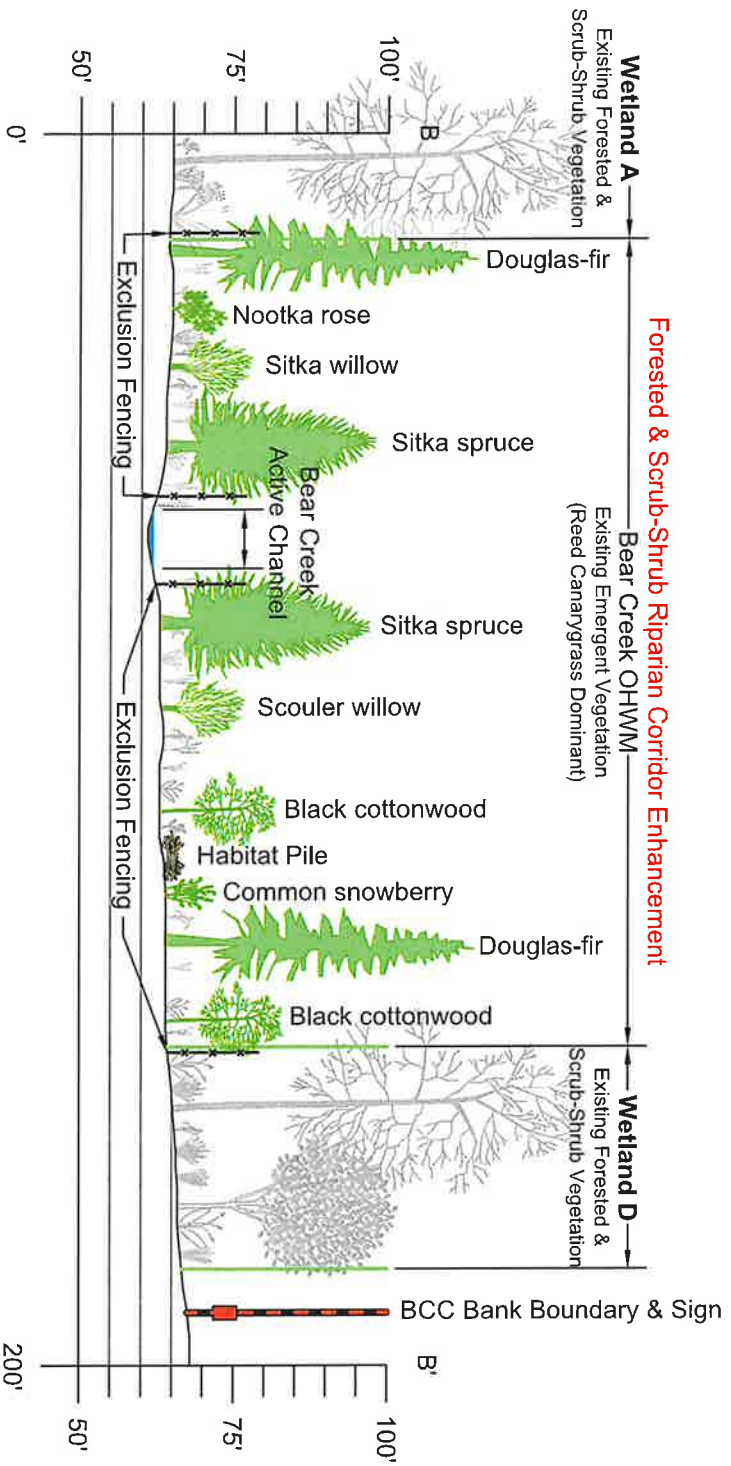 Wetland A
Existing Forested &
Scrub-Shrub Vegetation
Forested & Scrub-Shrub Riparian Corridor Enhancement
Bear Creek OHWM
Existing Emergent Vegetation
(Reed Canarygrass Dominant)
Wetland D
Existing Forested &
Scrub-Shrub Vegetation
BCC Bank Boundary & Sign
B
B'
100'
75'
50'
0'
Douglas-fir
Nootka rose
Sitka willow
Sitka spruce
Bear Creek
Active Channel
Sitka spruce
Scouler willow
Black cottonwood
Habitat Pile
Common snowberry
Douglas-fir
Black cottonwood
Exclusion Fencing
Exclusion Fencing
100'
75'
50'
200'